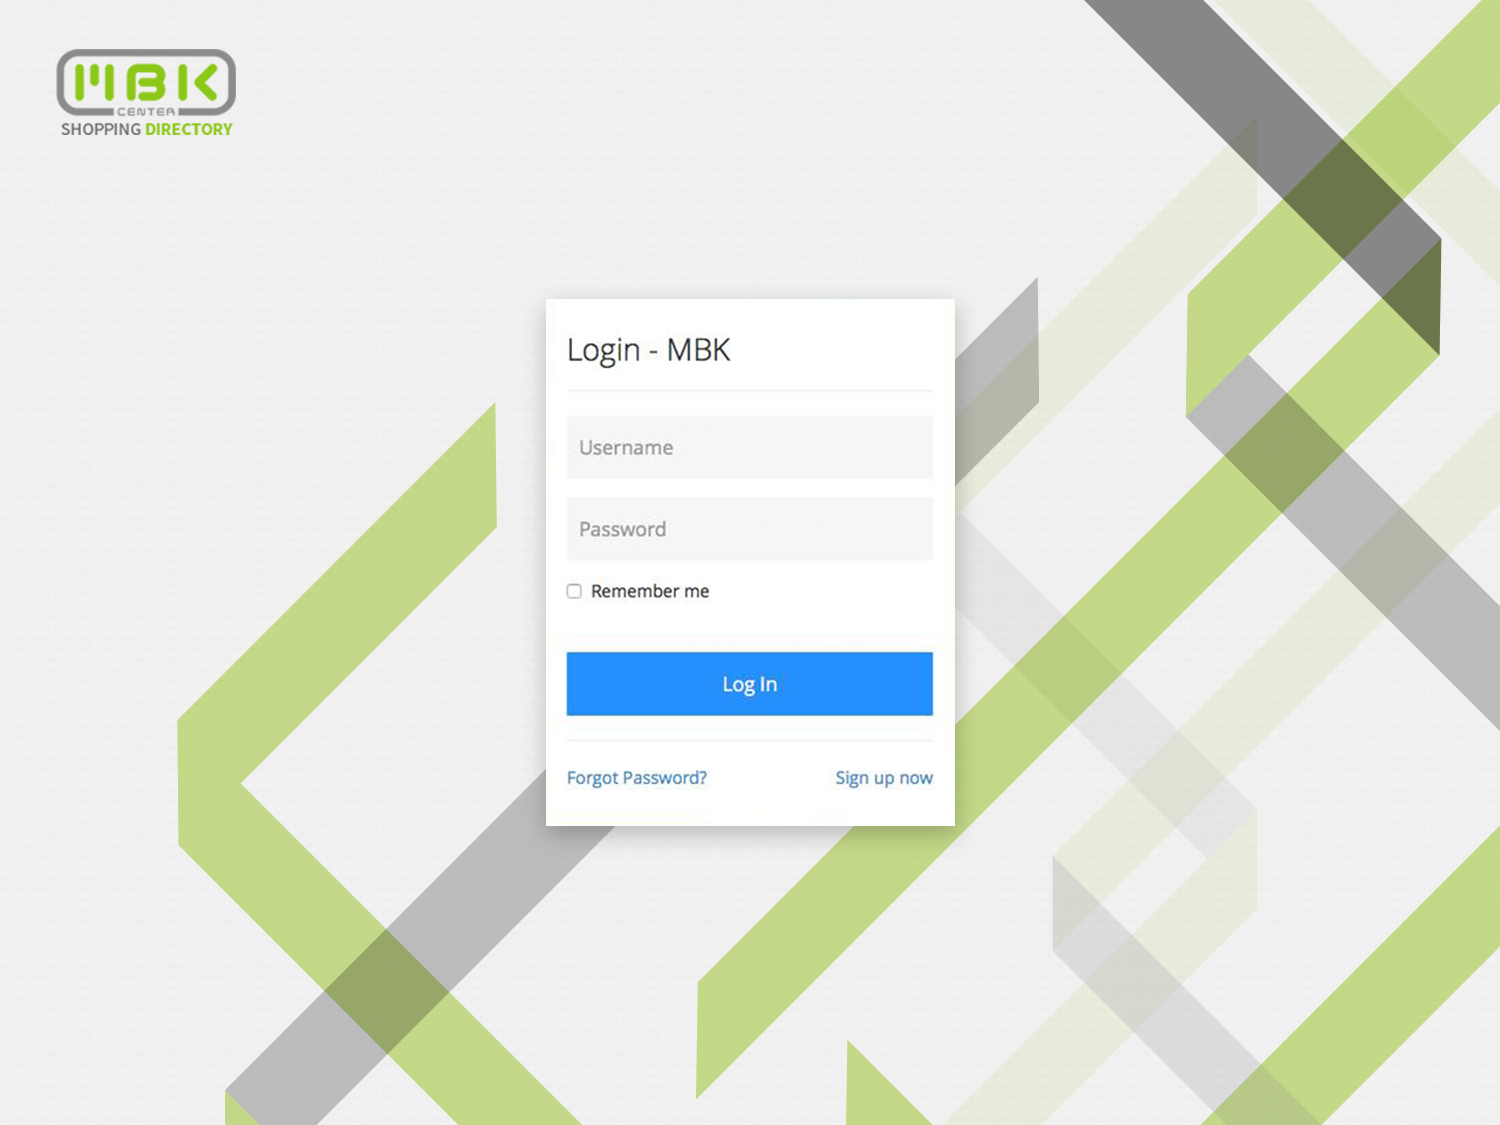 MBK
CENTER
SHOPPING DIRECTORY
Login - MBK
Username
Password
Remember me
Log In
Forgot Password? Sign up now